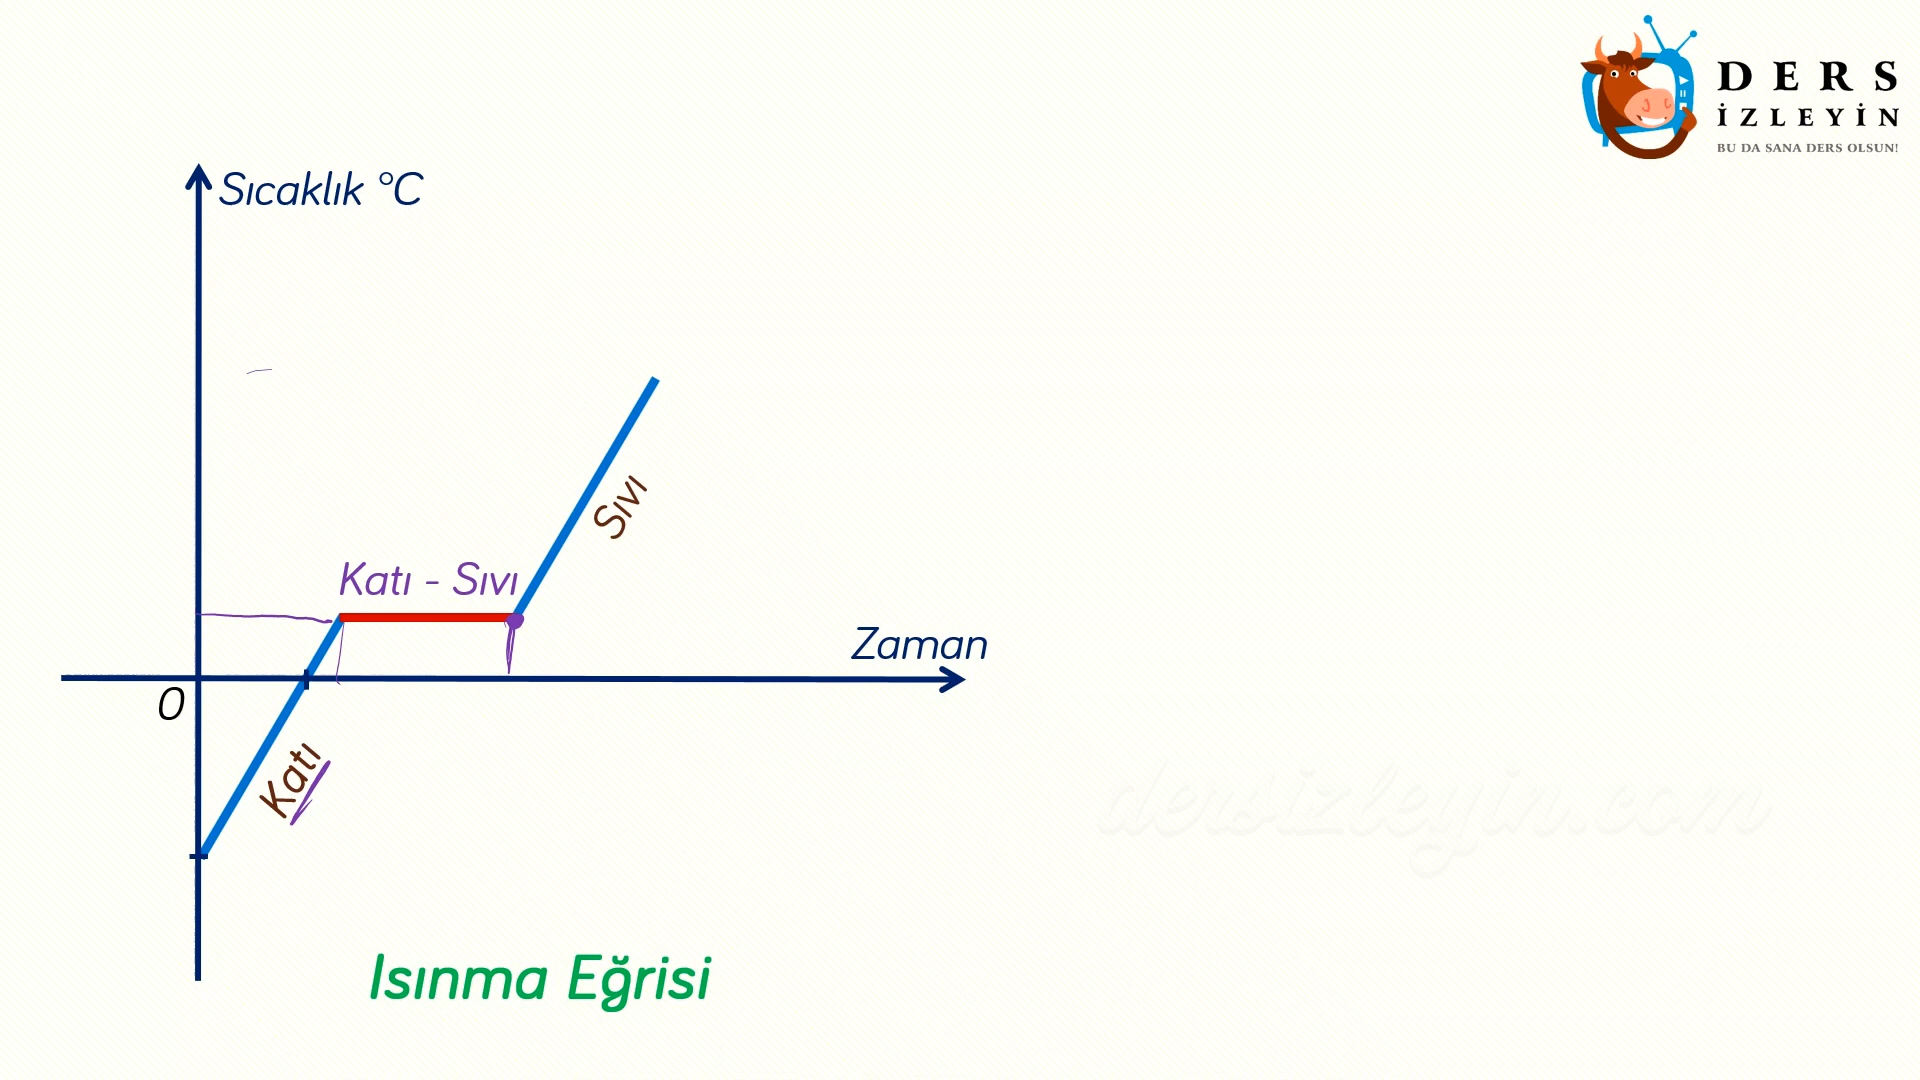 DERS
İZLEYİN
BU DA SANA DERS OLSUN!
Sıcaklık °C
Sıvı
Katı - Sıvı
Zaman
0
Katı
dersizleyin.com
Isınma Eğrisi